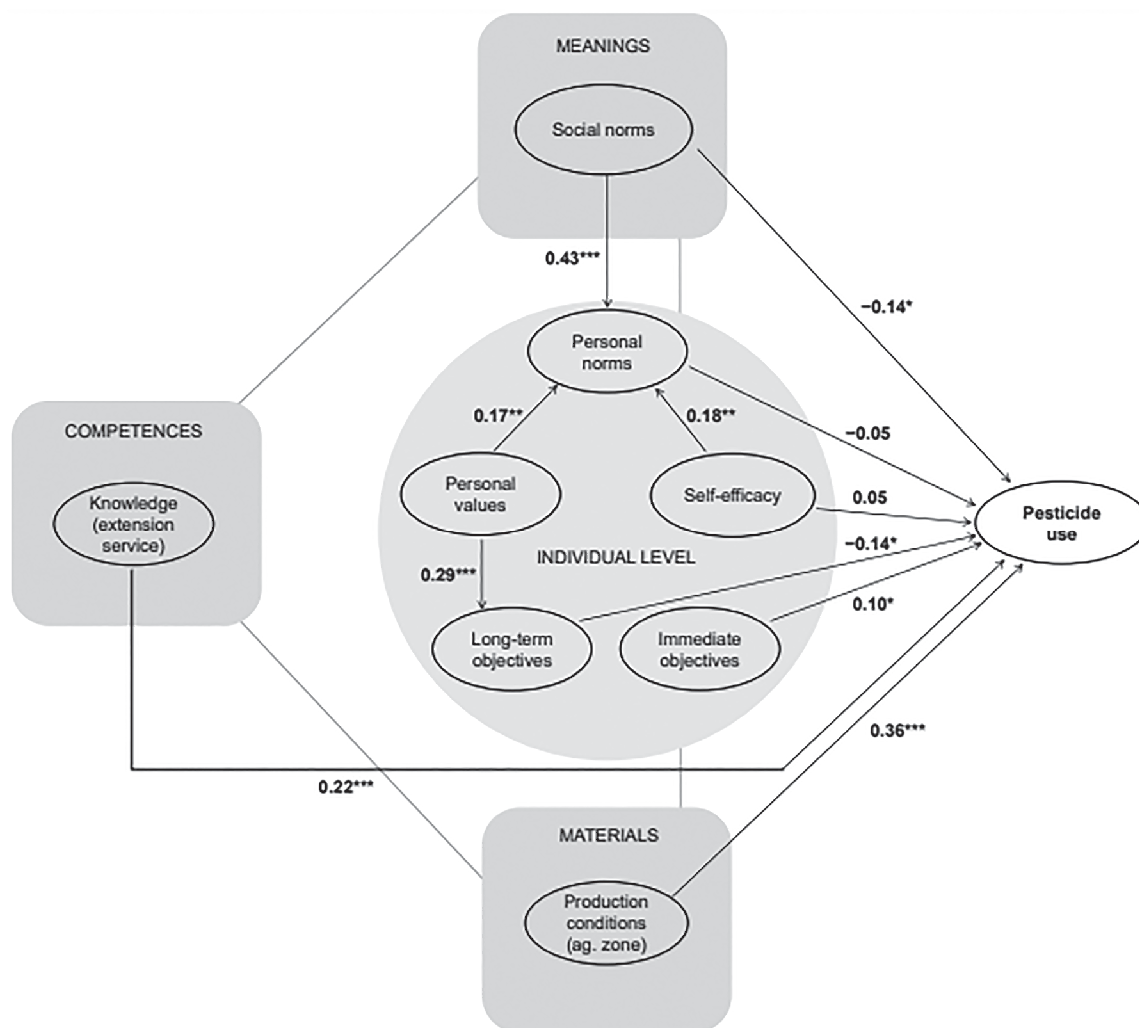 MEANINGS
Social norms
0.43***
−0.14*
Personal
norms
0.17**
0.18**
−0.05
COMPETENCES
Knowledge
(extension
service)
Personal
values
Self-efficacy
0.05
Pesticide
use
−0.14*
0.29***
INDIVIDUAL LEVEL
0.10*
Long-term
objectives
Immediate
objectives
0.36***
0.22***
MATERIALS
Production
conditions
(ag. zone)